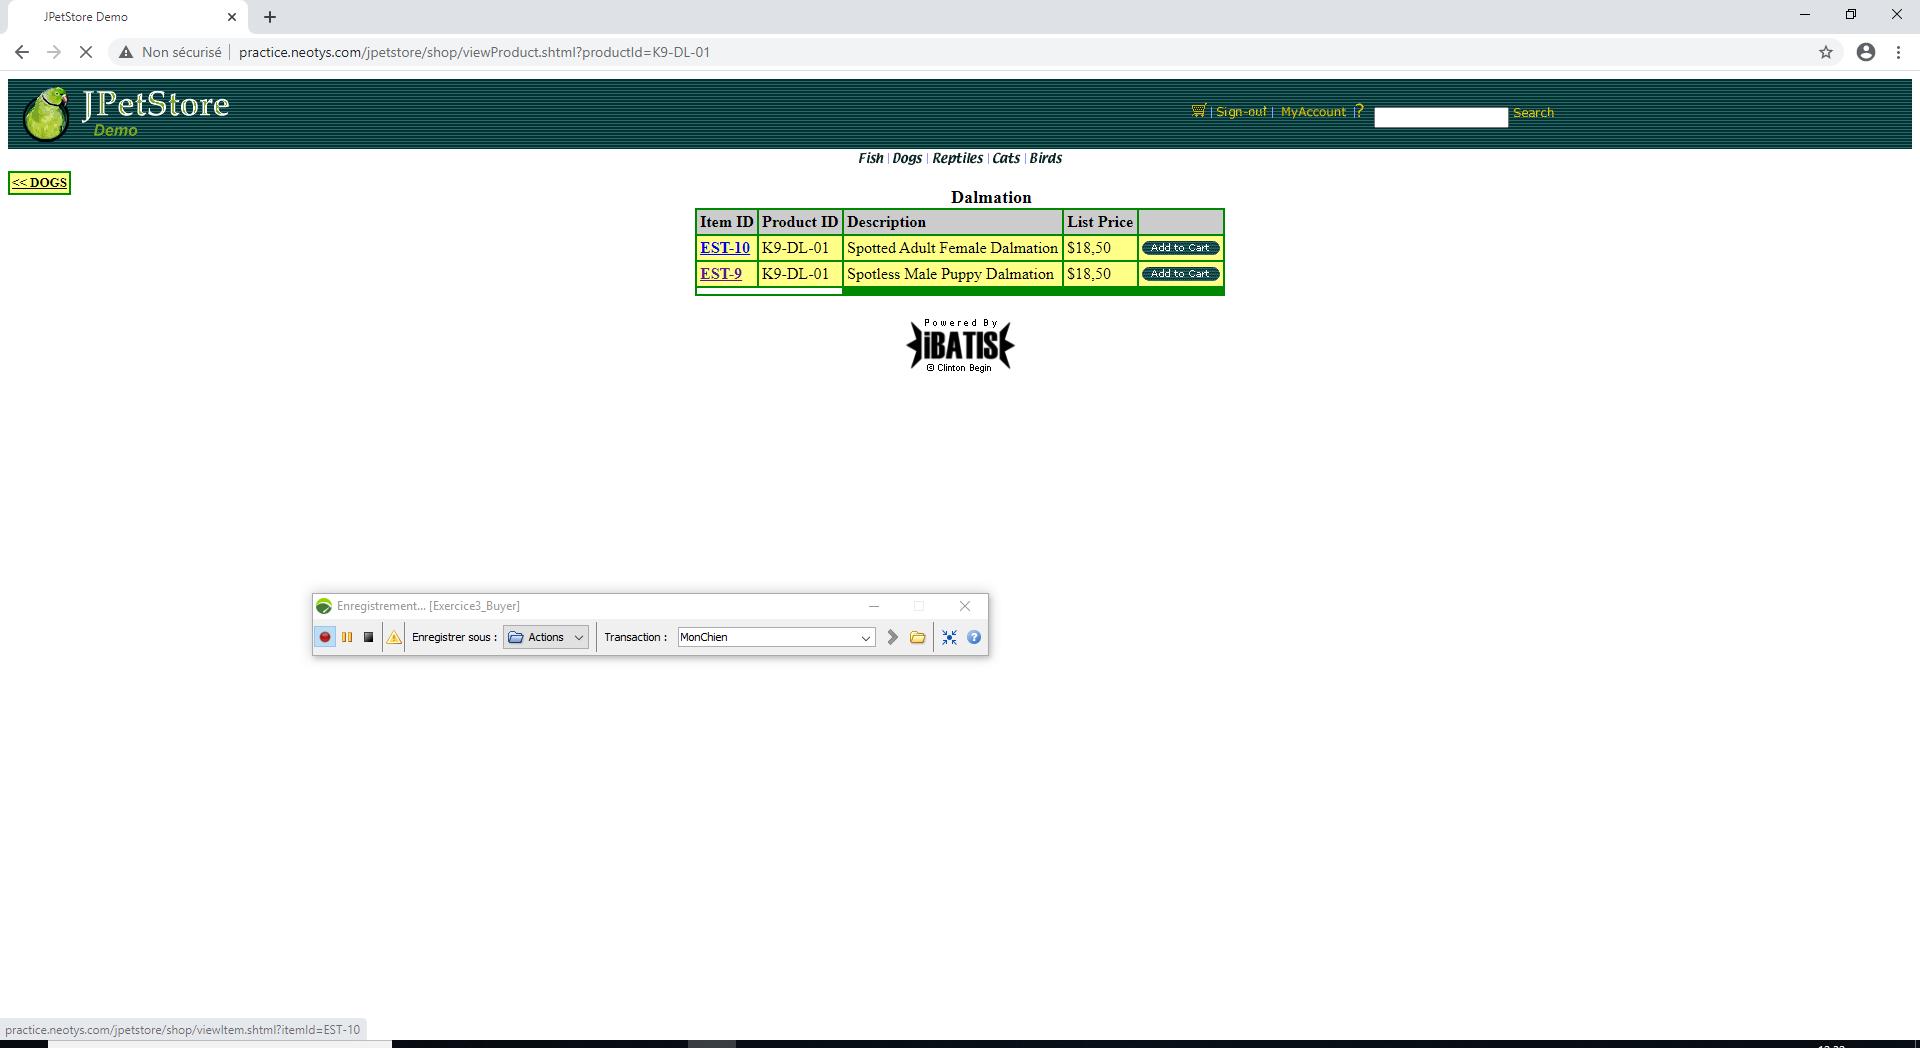 JPetStore Demo
Non sécurisé practice.neotys.com/jpetstore/shop/viewProduct.shtml?productId=K9-DL-01
JPetStore
Demo
| Sign-out | MyAccount | ? Search
Fish | Dogs | Reptiles | Cats | Birds
<< DOGS
Dalmation
Item ID Product ID Description List Price
EST-10 K9-DL-01 Spotted Adult Female Dalmation $18,50 Add to Cart
EST-9 K9-DL-01 Spotless Male Puppy Dalmation $18,50 Add to Cart
Powered By
iBATIS
© Clinton Begin
Enregistrement... [Exercice3_Buyer]
Enregistrer sous : Actions Transaction : MonChien
practice.neotys.com/jpetstore/shop/viewItem.shtml?itemId=EST-10